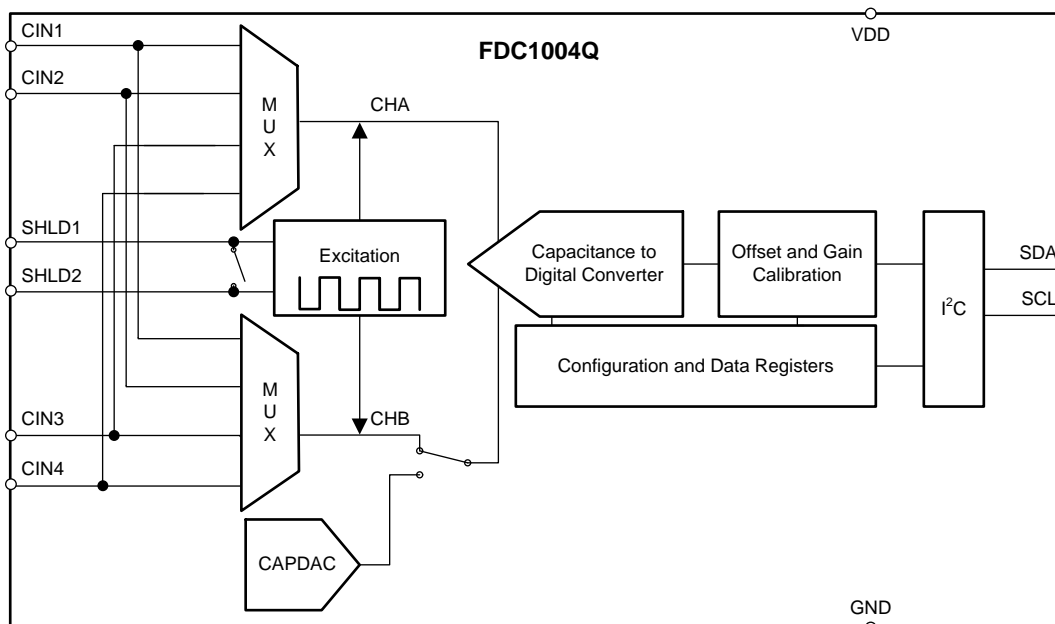 CIN1
CIN2
SHLD1
SHLD2
CIN3
CIN4
M
U
X
CHA
Excitation
M
U
X
CHB
CAPDAC
FDC1004Q
VDD
Capacitance to
Digital Converter
Offset and Gain
Calibration
Configuration and Data Registers
I²C
SDA
SCL
GND